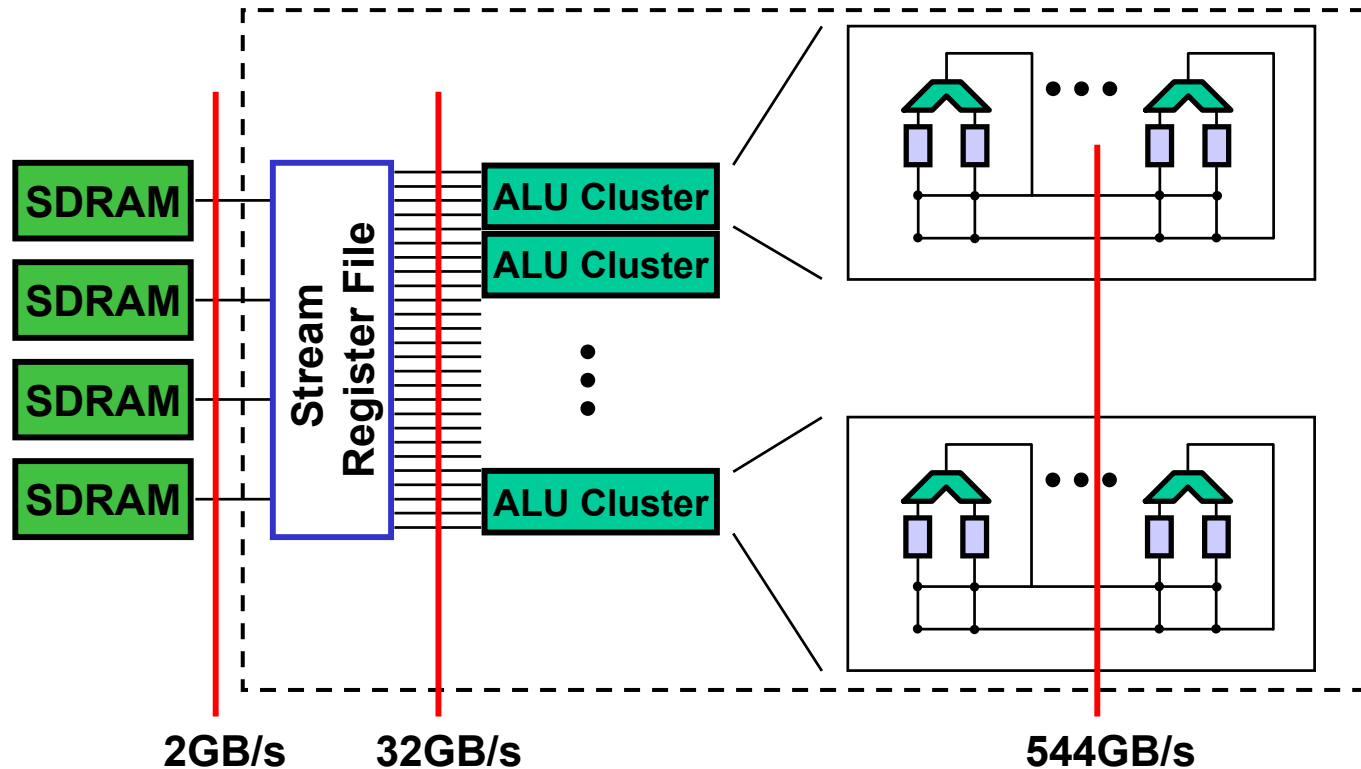 SDRAM
SDRAM
SDRAM
SDRAM
Stream
Register File
ALU Cluster
ALU Cluster
ALU Cluster
2GB/s
32GB/s
544GB/s